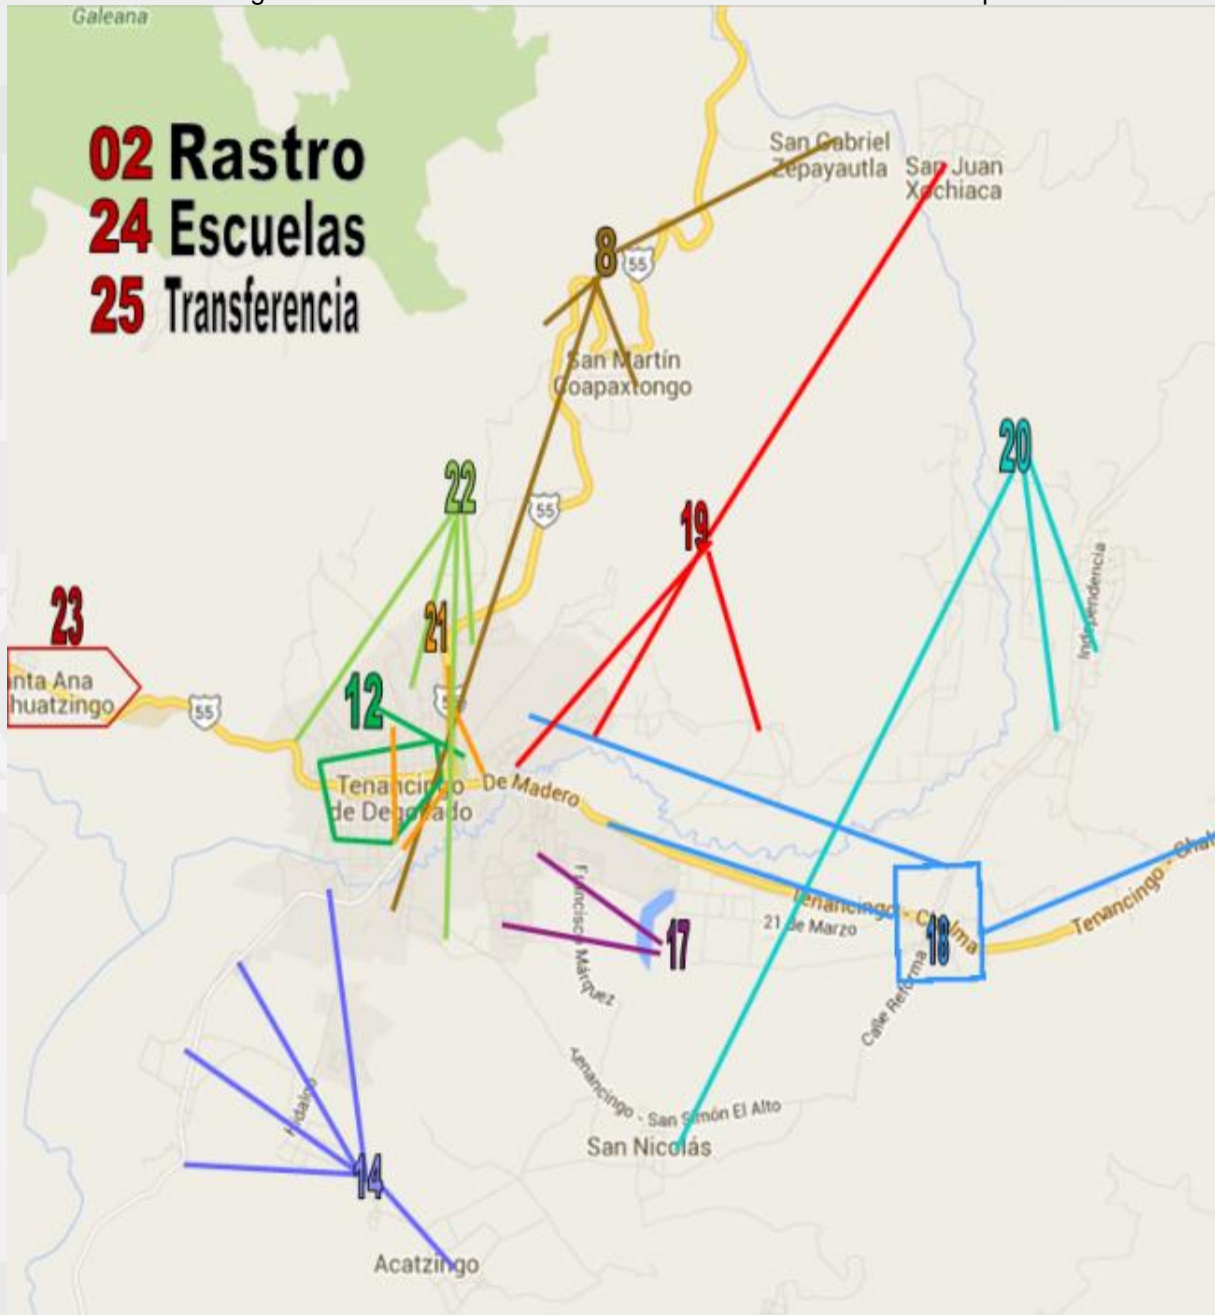 Galeana
02 Rastro
24 Escuelas
25 Transferencia
San Gabriel
Zepayautla
San Juan
Xochiaca
8
55
San Martín
Coapaxtongo
20
22
55
19
Independencia
23
21
nta Ana
huatzingo
55
12
Tenancingo
de Degollado
De Madero
Francisco Márquez
17
Tenancingo - Chalma
21 de Marzo
18
Tenancingo - Chal
Calle Reforma
Hidalgo
Tenancingo - San Simón El Alto
San Nicolás
14
Acatzingo